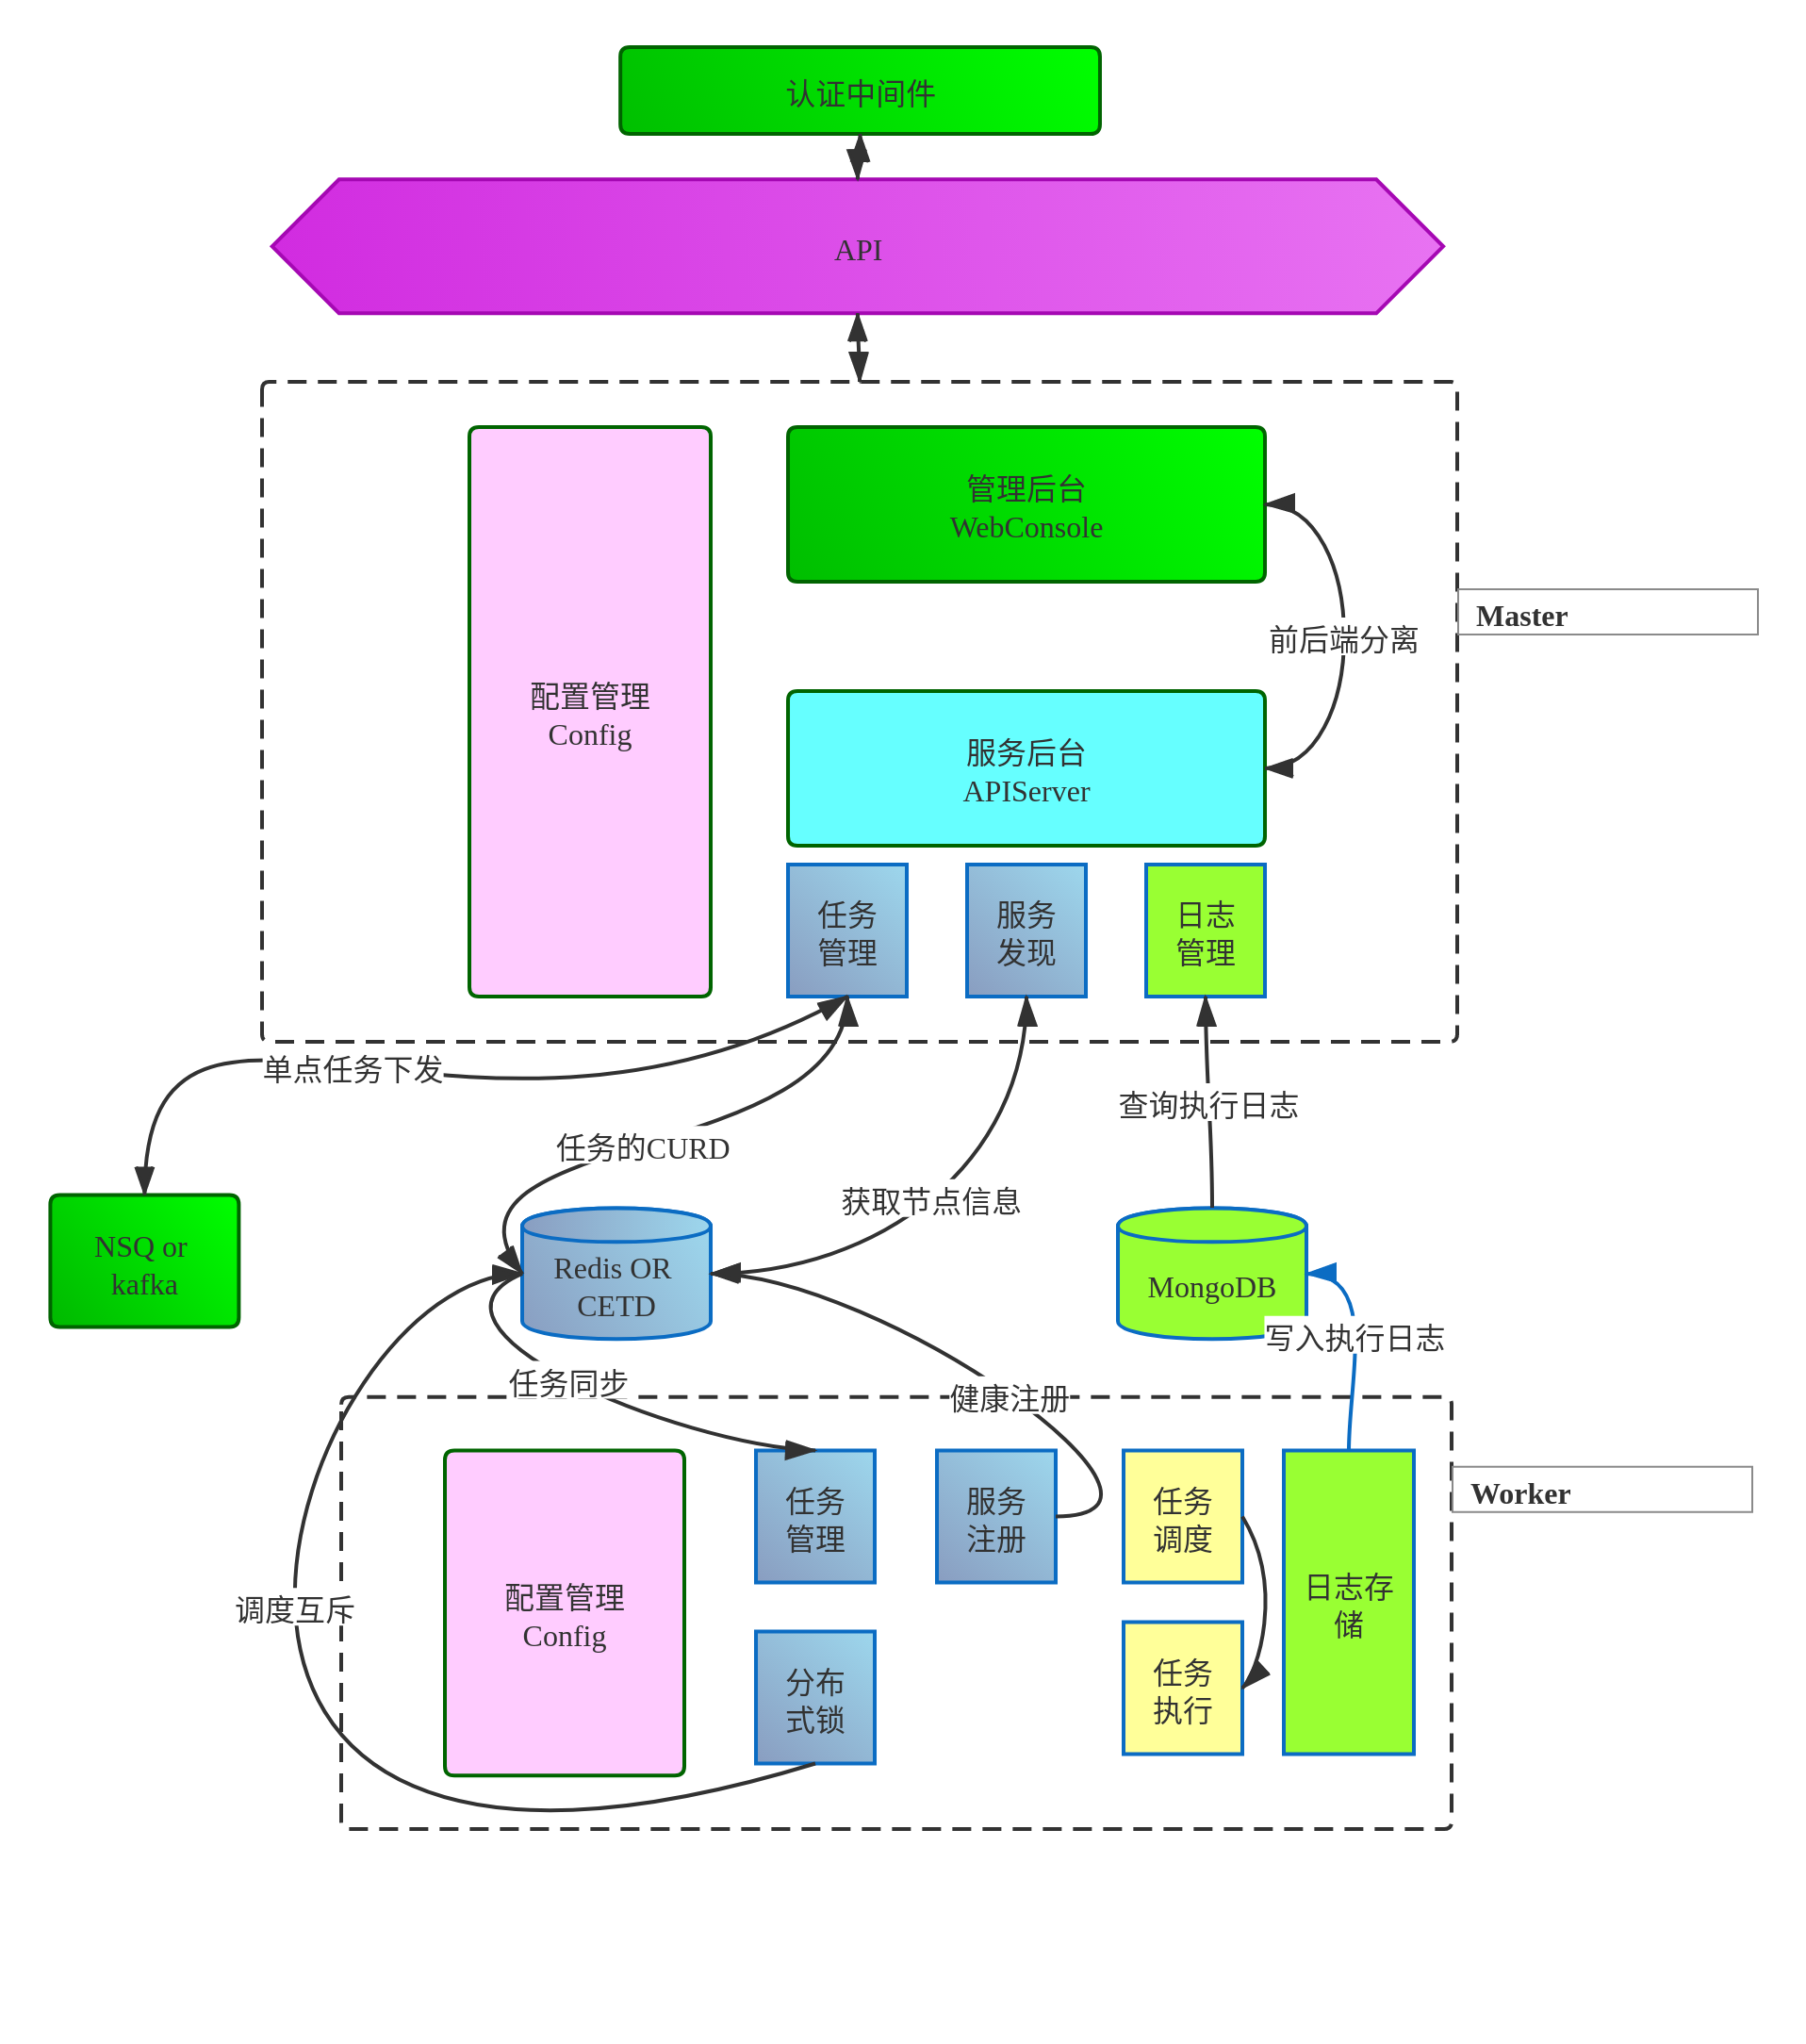 认证中间件
API
管理后台
WebConsole
Master
前后端分离
配置管理
Config
服务后台
APIServer
任务
管理
服务
发现
日志
管理
单点任务下发
查询执行日志
任务的CURD
获取节点信息
NSQ or
kafka
Redis OR
CETD
MongoDB
写入执行日志
任务同步
健康注册
Worker
任务
管理
服务
注册
任务
调度
日志存
储
配置管理
Config
调度互斥
分布
式锁
任务
执行